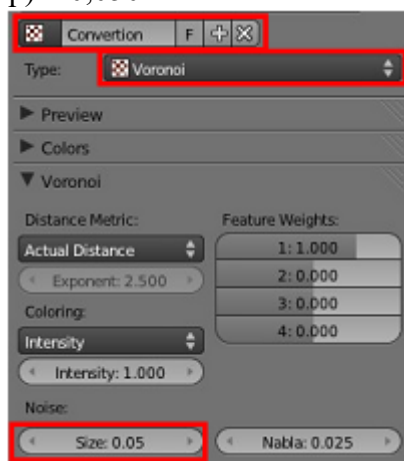 Convertion F
Type: Voronoi
Preview
Colors
Voronoi
Distance Metric: Feature Weights:
Actual Distance 1: 1.000
Exponent: 2.500 2: 0.000
Coloring: 3: 0.000
Intensity 4: 0.000
Intensity: 1.000
Noise:
Size: 0.05 Nabla: 0.025